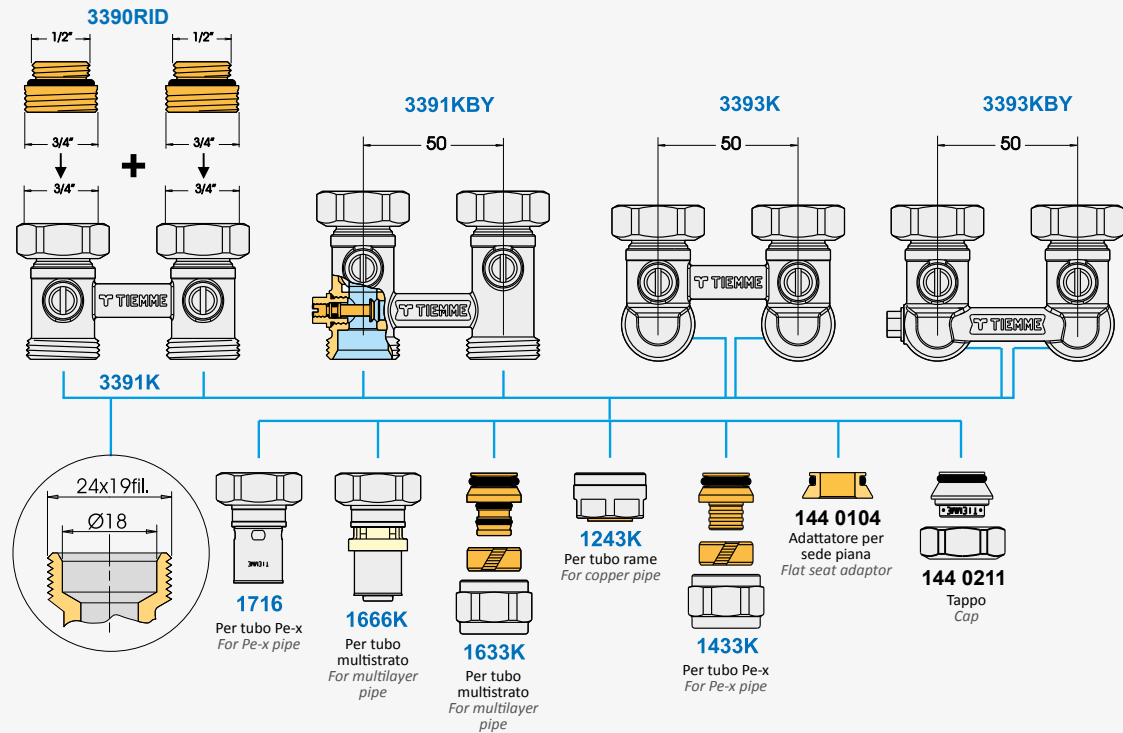 3390RID
1/2"
1/2"
3/4"
3/4"
+
3/4"
3/4"
TIEMME
3391K
3391KBY
50
TIEMME
3393K
50
TIEMME
3393KBY
50
TIEMME
24x19fil.
Ø18
TIEMME
1716
Per tubo Pe-x
For Pe-x pipe
1666K
Per tubo
multistrato
For multilayer
pipe
1633K
Per tubo
multistrato
For multilayer
pipe
1243K
Per tubo rame
For copper pipe
1433K
Per tubo Pe-x
For Pe-x pipe
144 0104
Adattatore per
sede piana
Flat seat adaptor
TIEMME
144 0211
Tappo
Cap